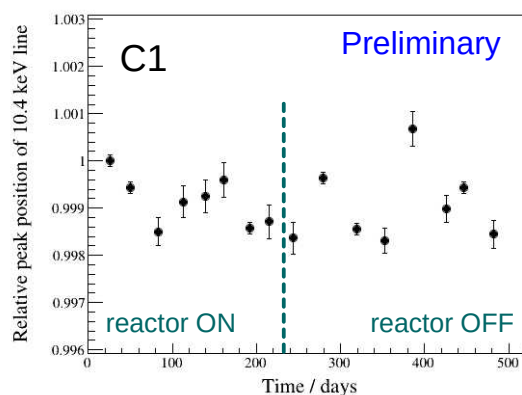 1.003
C1
Preliminary
1.002
1.001
1
0.999
0.998
0.997
0.996
Relative peak position of 10.4 keV line
reactor ON
reactor OFF
0
100
200
300
400
500
Time / days